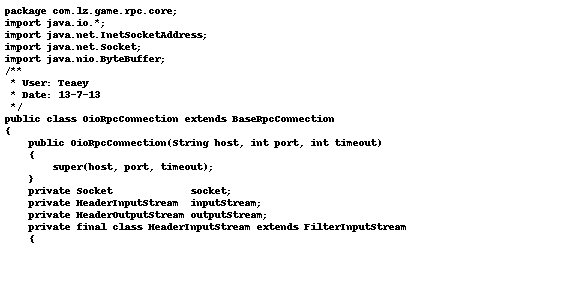 package com.lz.game.rpc.core;
import java.io.*;
import java.net.InetSocketAddress;
import java.net.Socket;
import java.nio.ByteBuffer;
/**
 * User: Teaey
 * Date: 13-7-13
 */
public class OioRpcConnection extends BaseRpcConnection
{
    public OioRpcConnection(String host, int port, int timeout)
    {
        super(host, port, timeout);
    }
    private Socket             socket;
    private HeaderInputStream  inputStream;
    private HeaderOutputStream outputStream;
    private final class HeaderInputStream extends FilterInputStream
    {